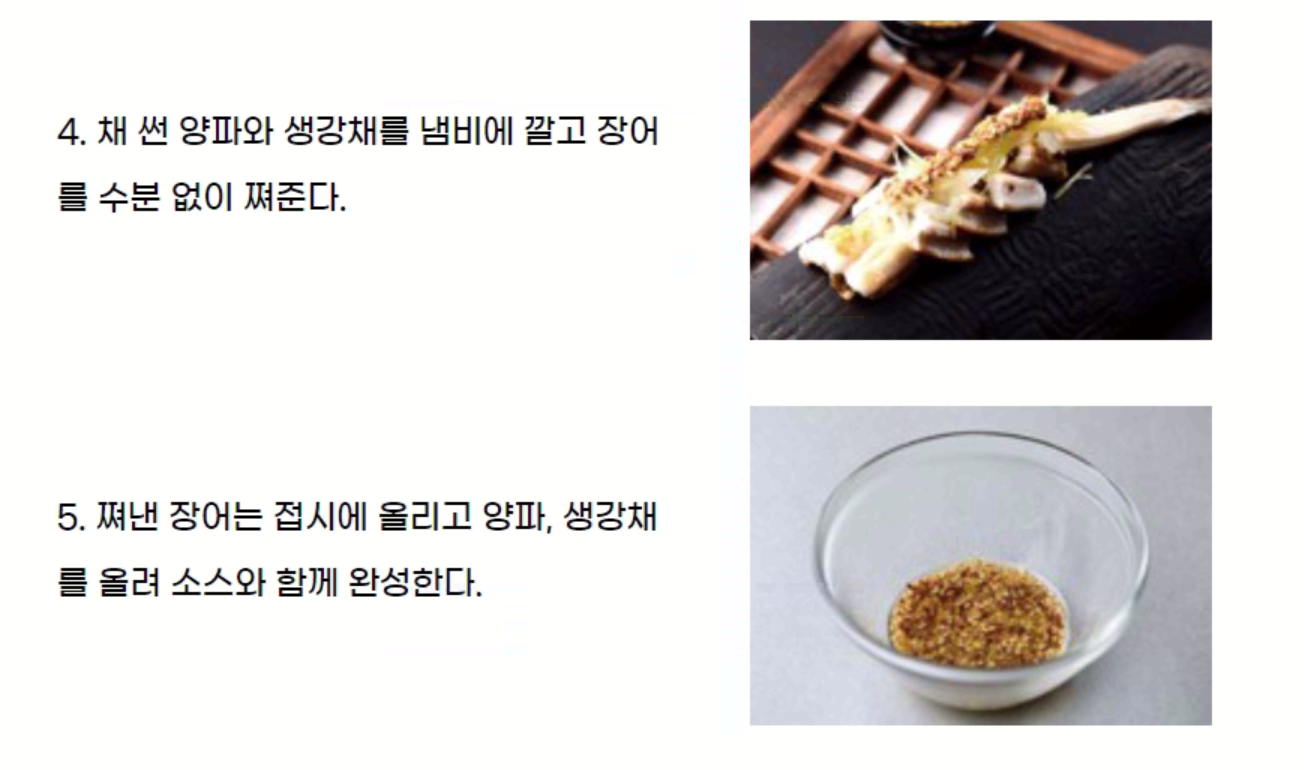 4. 채 썬 양파와 생강채를 냄비에 깔고 장어
를 수분 없이 쪄준다.
5. 쪄낸 장어는 접시에 올리고 양파, 생강채
를 올려 소스와 함께 완성한다.